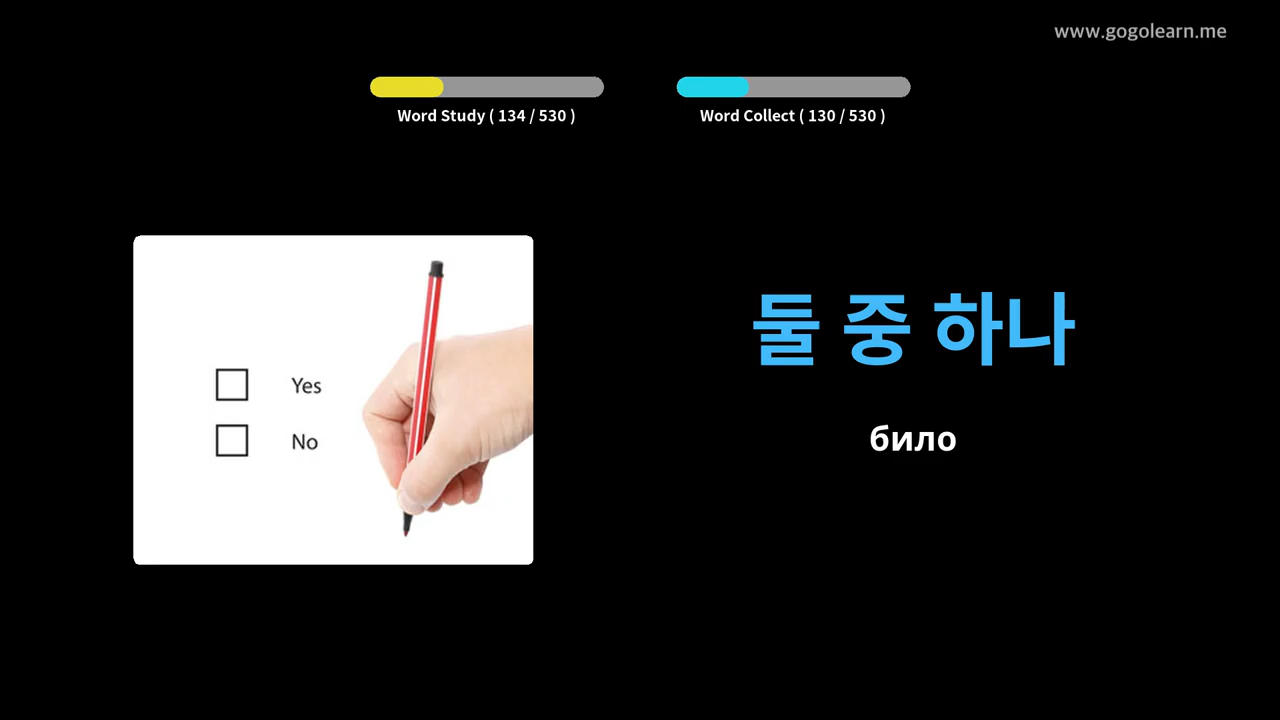 www.gogolearn.me
Word Study ( 134 / 530 )
Word Collect ( 130 / 530 )
Yes
No
둘 중 하나
било